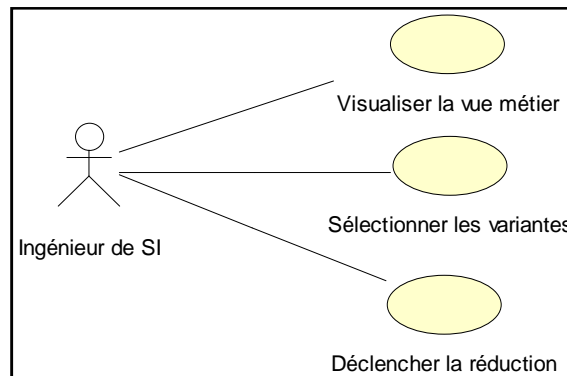 Visualiser la vue métier
Sélectionner les variantes
Ingénieur de SI
Déclencher la réduction